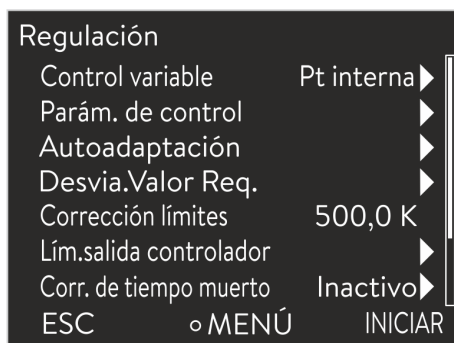 Regulación
Control variable Pt interna
Parám. de control
Autoadaptación
Desvia.Valor Req.
Corrección límites 500,0 K
Lím.salida controlador
Corr. de tiempo muerto Inactivo
ESC MENÚ INICIAR